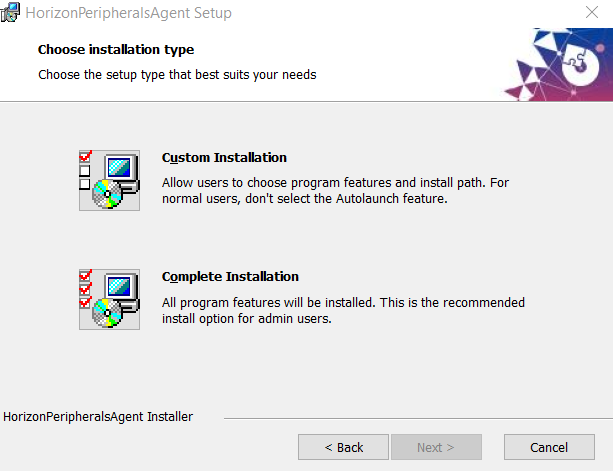 HorizonPeripheralsAgent Setup
Choose installation type
Choose the setup type that best suits your needs
Custom Installation
Allow users to choose program features and install path. For
normal users, don't select the Autolaunch feature.
Complete Installation
All program features will be installed. This is the recommended
install option for admin users.
HorizonPeripheralsAgent Installer
< Back
Next >
Cancel